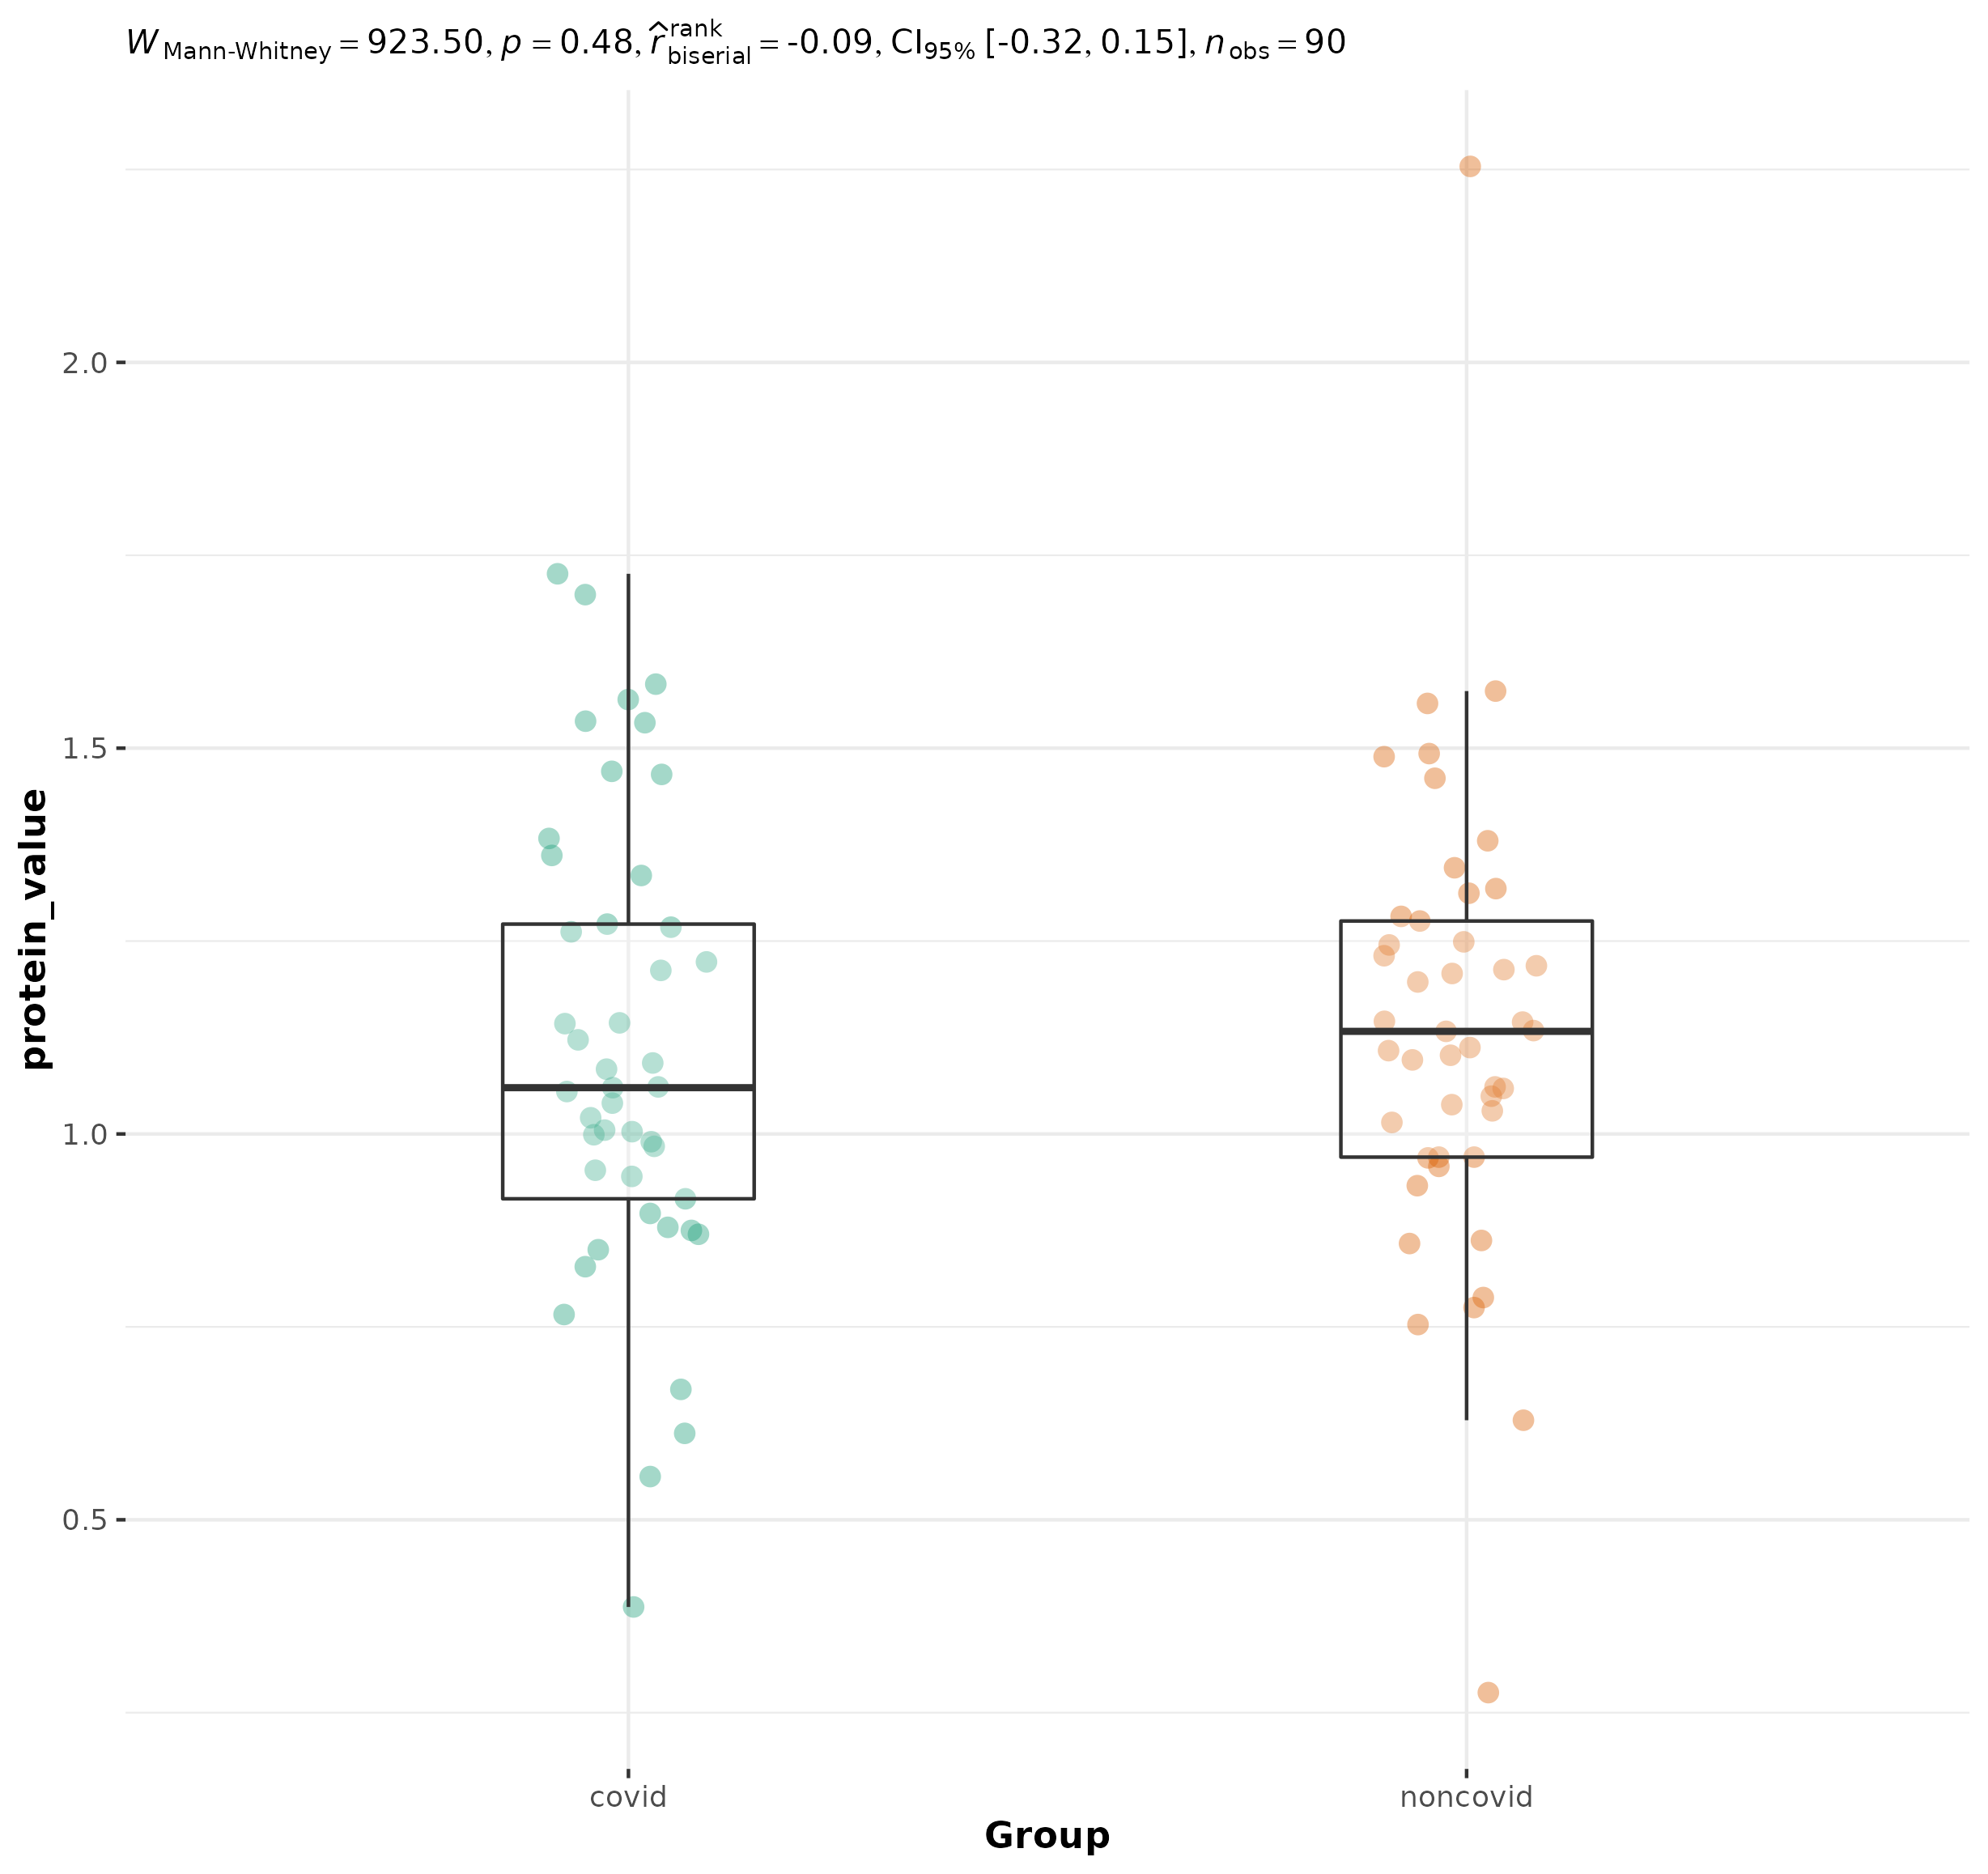 W Mann-Whitney = 923.50, p = 0.48, r̂ rank biserial = -0.09, CI95% [-0.32, 0.15], n obs = 90
protein_value
2.0
1.5
1.0
0.5
covid noncovid
Group